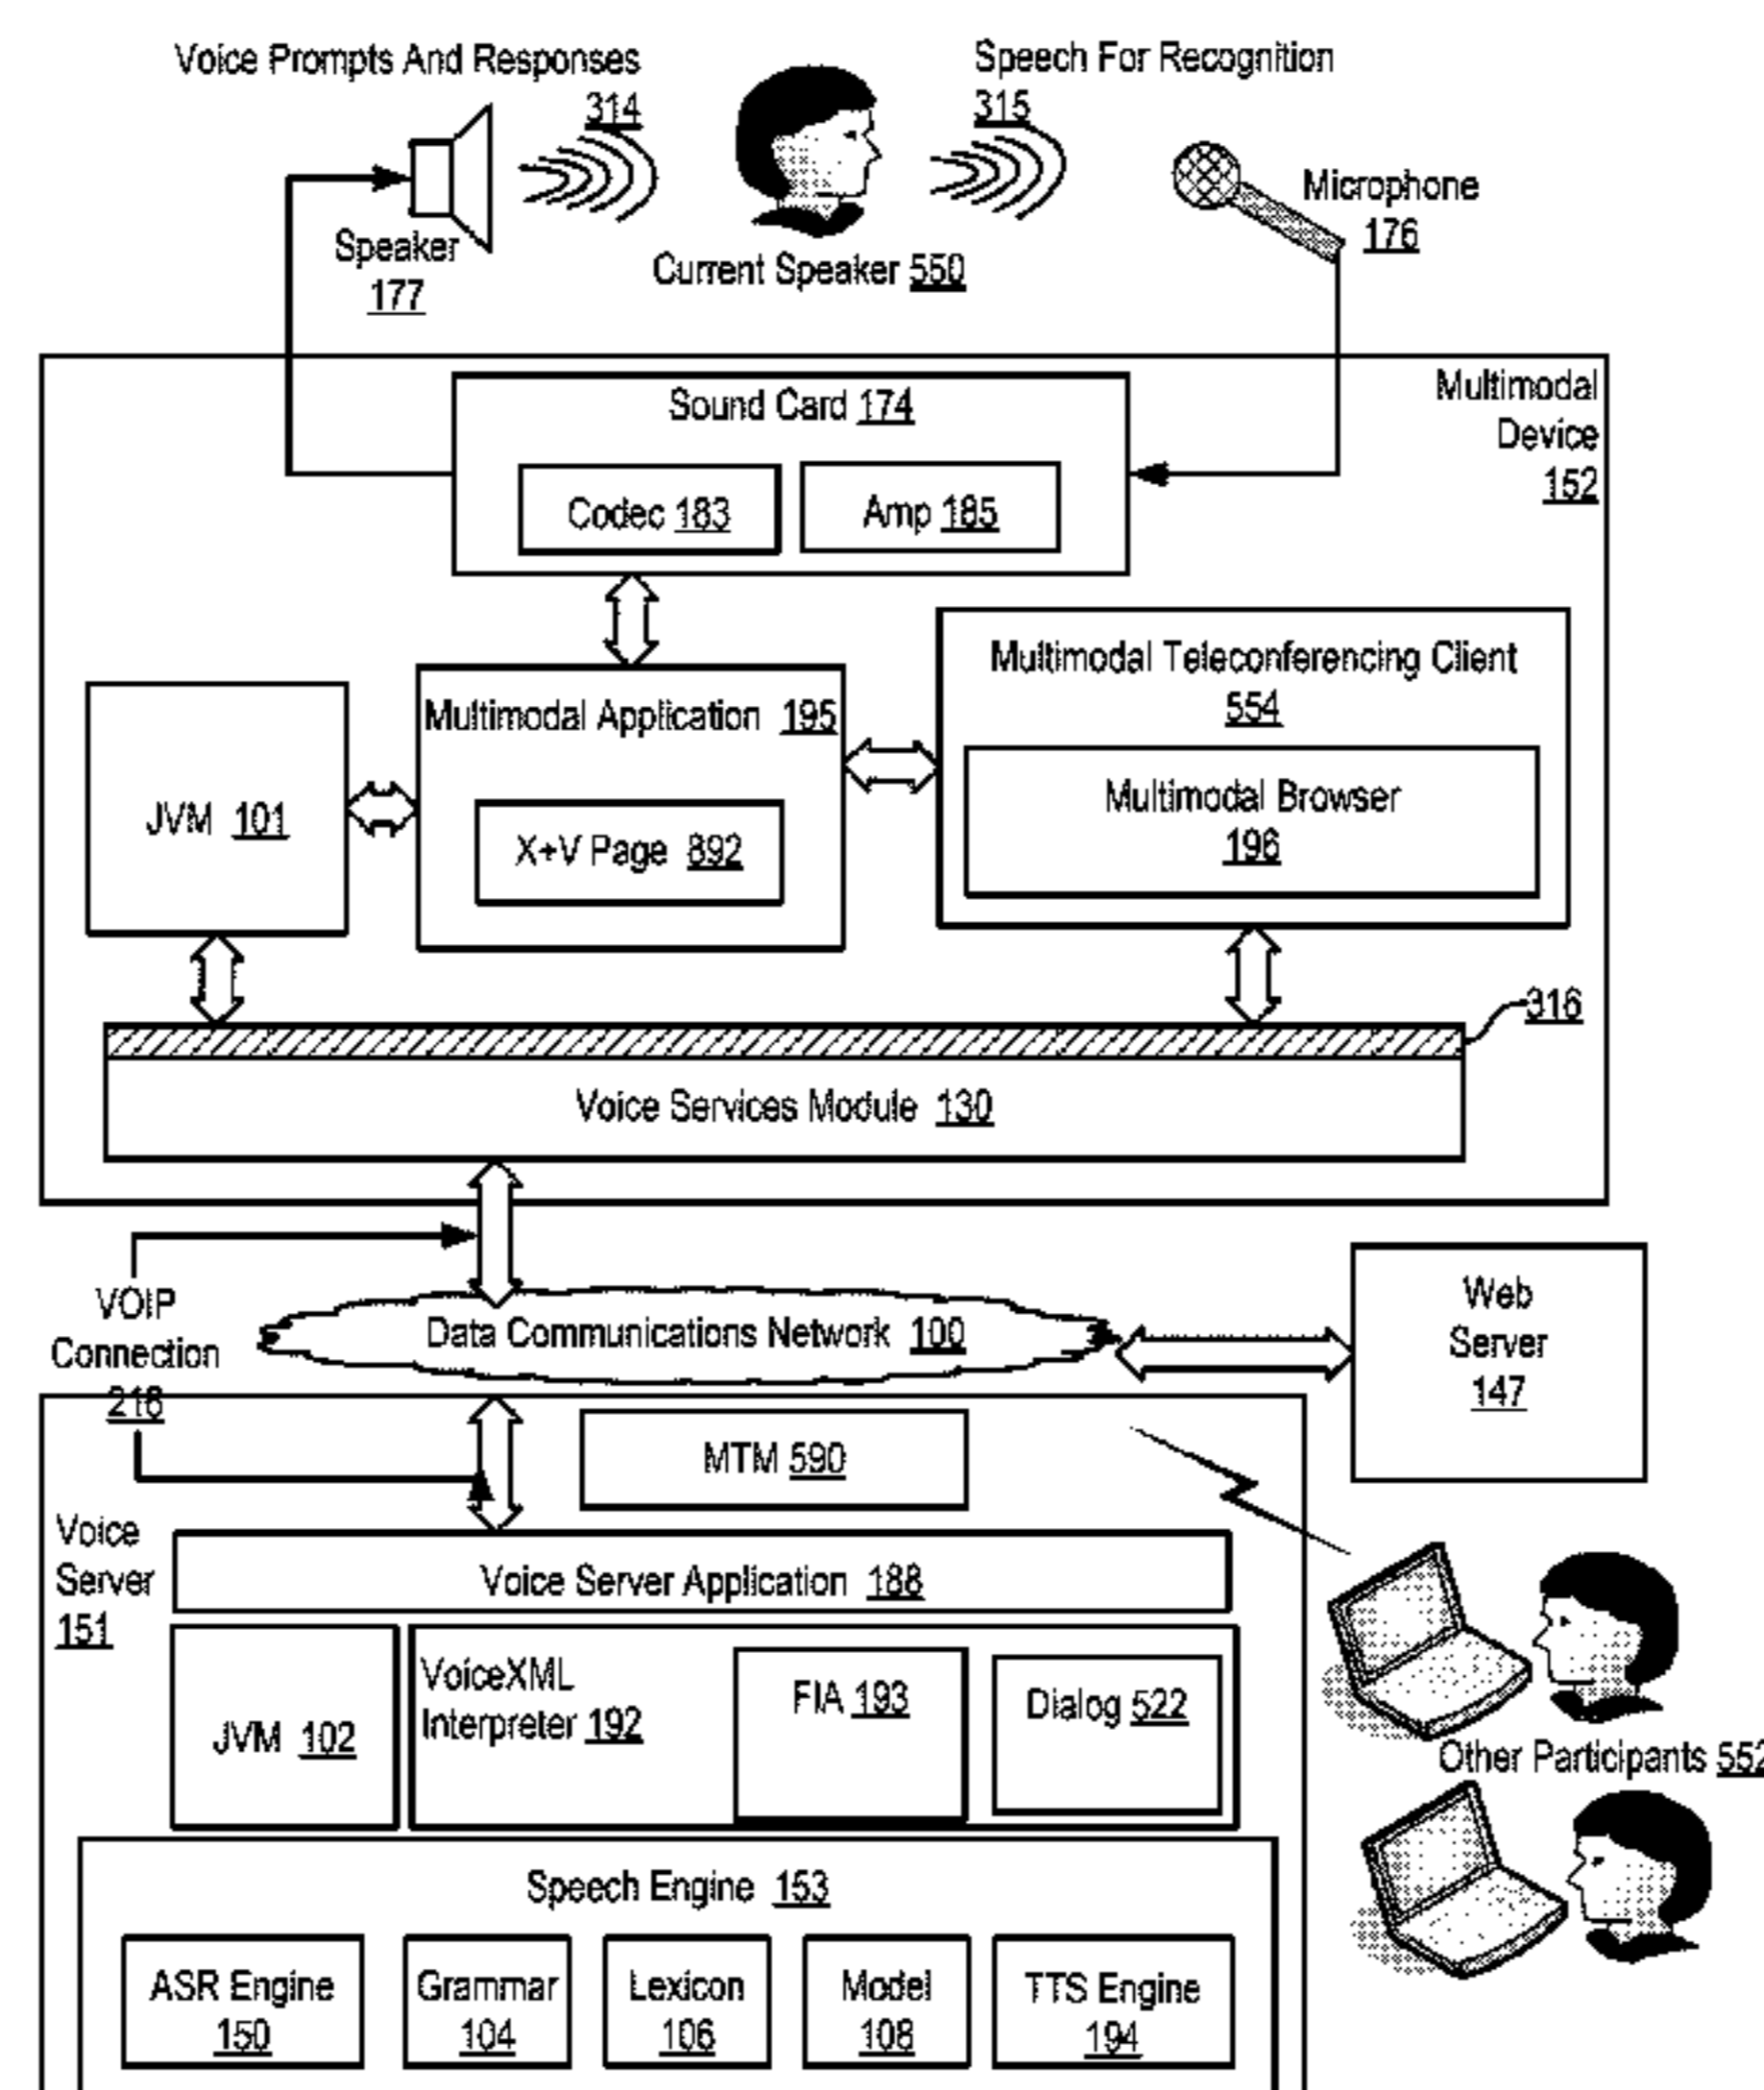 Voice Prompts And Responses
314
Speech For Recognition
315
Microphone
176
Speaker
177
Current Speaker 550
Multimodal
Device
152
Sound Card 174
Codec 183
Amp 185
Multimodal Teleconferencing Client
554
Multimodal Application 195
Multimodal Browser
196
JVM 101
X+V Page 892
316
Voice Services Module 130
VOIP
Connection
216
Data Communications Network 100
Web
Server
147
MTM 590
Voice
Server
151
Voice Server Application 188
JVM 102
VoiceXML
Interpreter 192
FIA 193
Dialog 522
Other Participants 552
Speech Engine 153
ASR Engine
150
Grammar
104
Lexicon
106
Model
108
TTS Engine
194